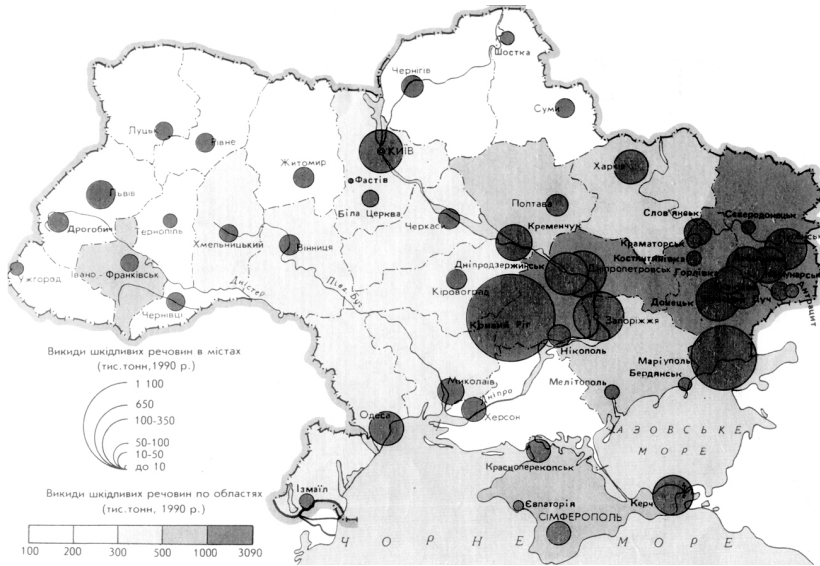 Шостка
Чернігів
Суми
Луцьк
Рівне
КИЇВ
Житомир
Харків
Фастів
Львів
Біла Церква
Полтава
Слов'янськ
Сєвродонецьк
Дрогобич
Тернопіль
Черкаси
Кременчук
Краматорськ
Хмельницький
Вінниця
Костянтинівка
Дніпродзержинськ
Дніпропетровськ
Горлівка
Ужгород
Івано-Франківськ
Дністер
Півд. Буг
Кіровоград
Донецьк
Чернівці
Кривий Ріг
Запоріжжя
Нікополь
Маріуполь
Бердянськ
Викиди шкідливих речовин в містах
(тис.тонн,1990 р.)
1 100
650
100-350
50-100
10-50
до 10
Миколаїв
Мелітополь
Дніпро
Херсон
Одеса
АЗОВСЬКЕ
МОРЕ
Красноперекопськ
Ізмаїл
Євпаторія
Керч
СІМФЕРОПОЛЬ
Викиди шкідливих речовин по областях
(тис.тонн, 1990 р.)
100 200 300 500 1000 3090
ЧОРНЕ МОРЕ